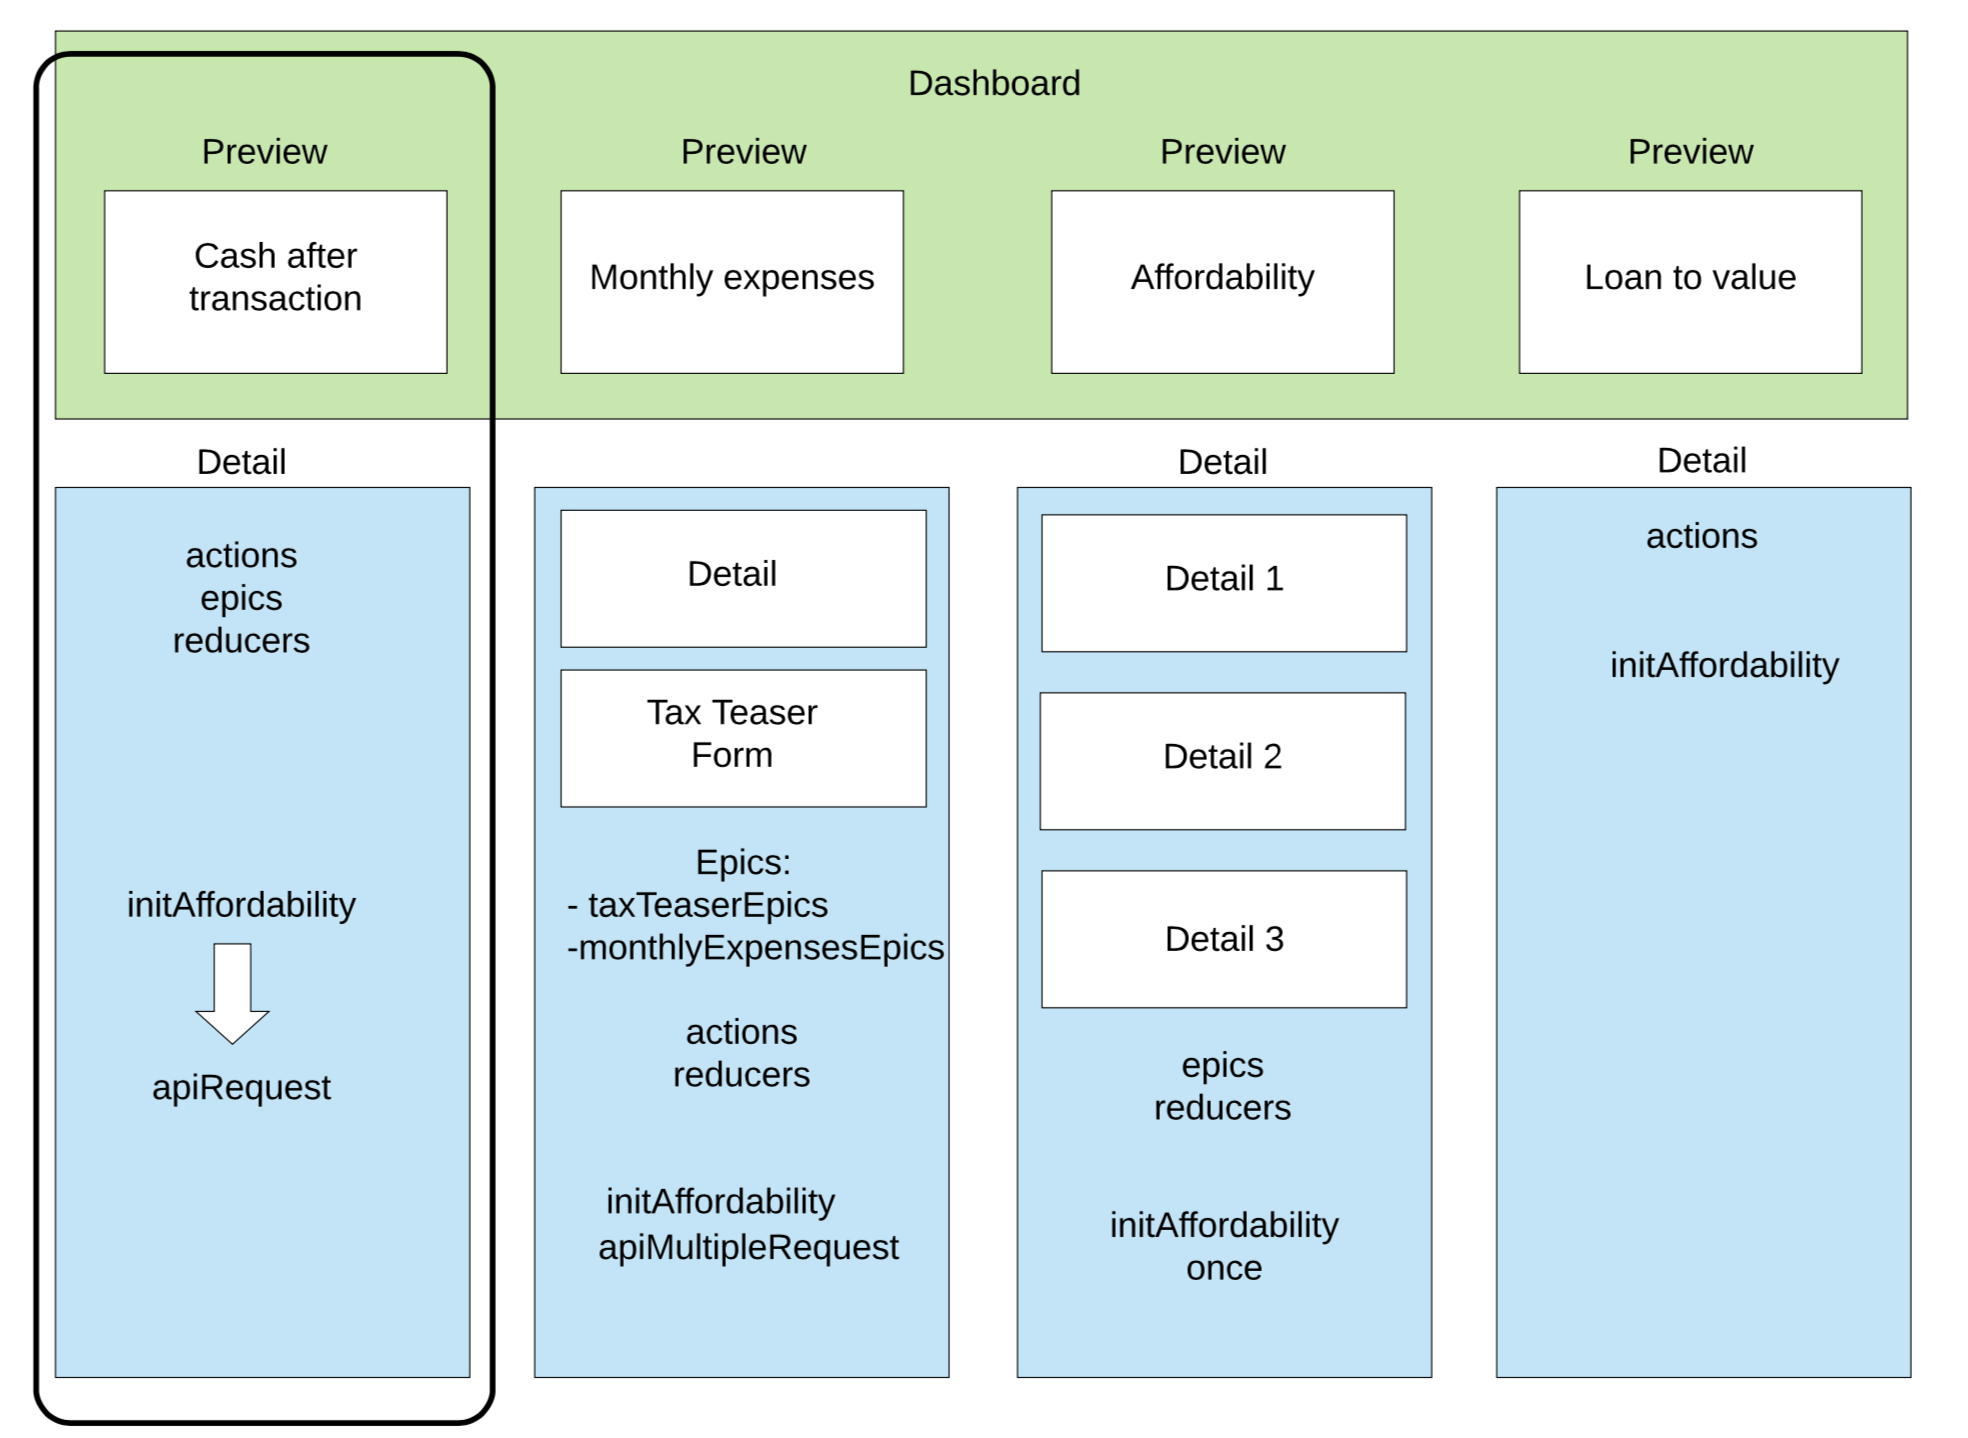 Dashboard
Preview
Cash after
transaction
Preview
Monthly expenses
Preview
Affordability
Preview
Loan to value
Detail
actions
epics
reducers
initAffordability
apiRequest
Detail
Tax Teaser
Form
Epics:
- taxTeaserEpics
-monthlyExpensesEpics
actions
reducers
initAffordability
apiMultipleRequest
Detail
Detail 1
Detail 2
Detail 3
epics
reducers
initAffordability
once
Detail
actions
initAffordability